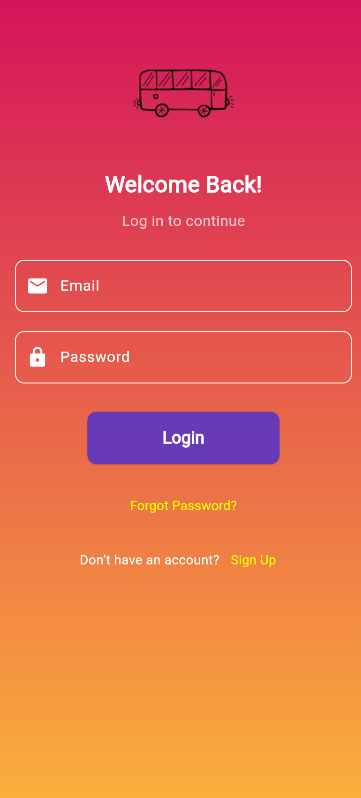 Welcome Back!
Log in to continue
Email
Password
Login
Forgot Password?
Don't have an account? Sign Up